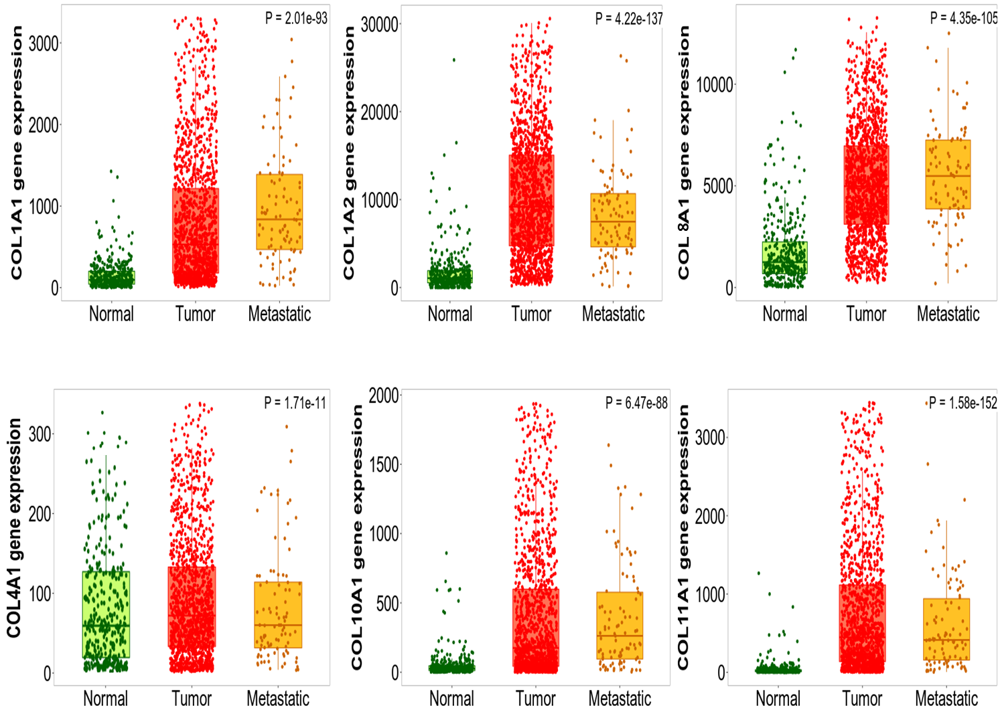 COL1A1 gene expression
P = 2.01e-93
3000
2000
1000
0
Normal Tumor Metastatic
COL1A2 gene expression
P = 4.22e-137
30000
20000
10000
0
Normal Tumor Metastatic
COL 8A1 gene expression
P = 4.35e-105
10000
5000
0
Normal Tumor Metastatic
COL4A1 gene expression
P = 1.71e-11
300
200
100
0
Normal Tumor Metastatic
COL10A1 gene expression
P = 6.47e-88
2000
1500
1000
500
0
Normal Tumor Metastatic
COL11A1 gene expression
P = 1.58e-152
3000
2000
1000
0
Normal Tumor Metastatic